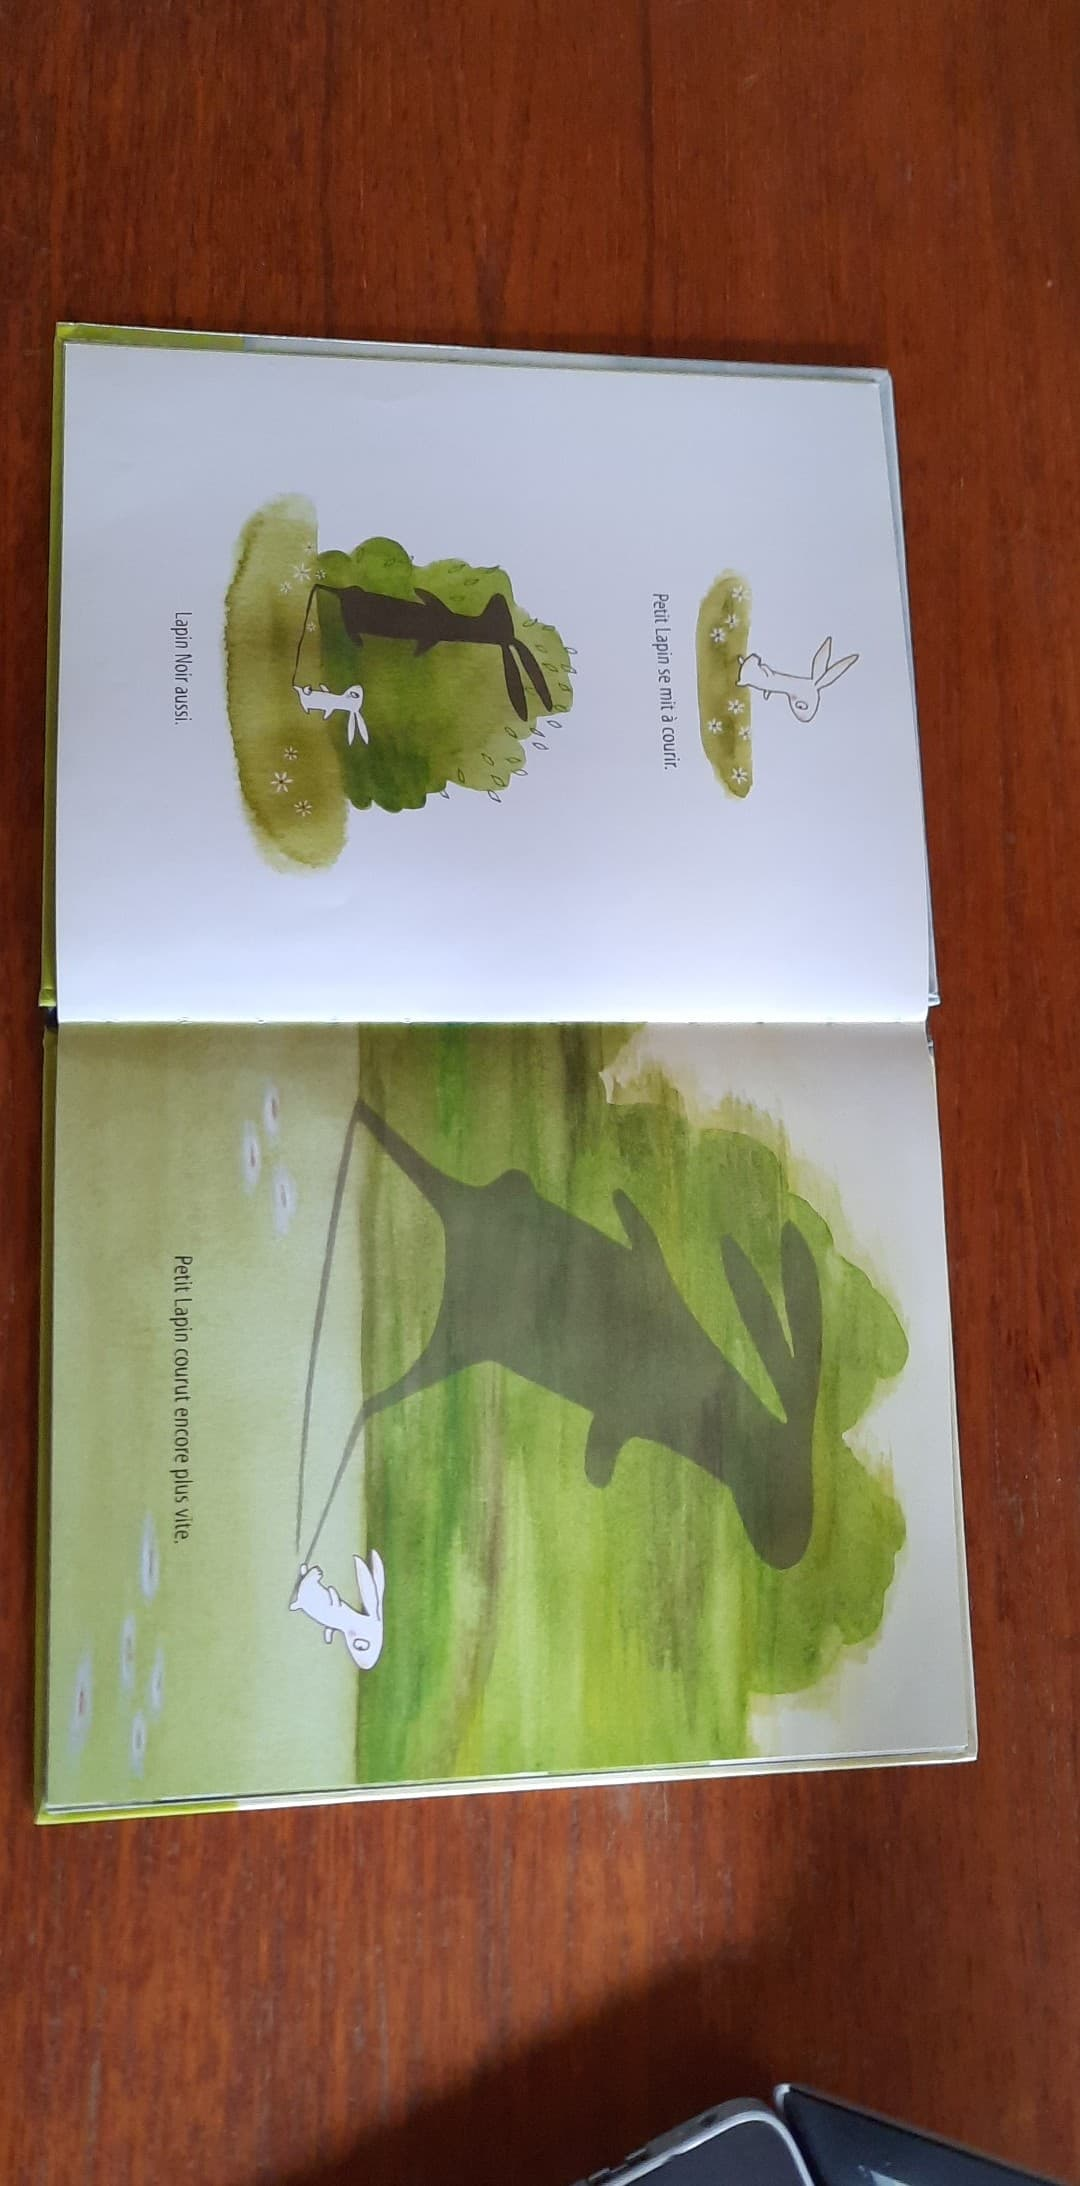 Petit Lapin se mit à courir.
Lapin Noir aussi.
Petit Lapin courut encore plus vite.